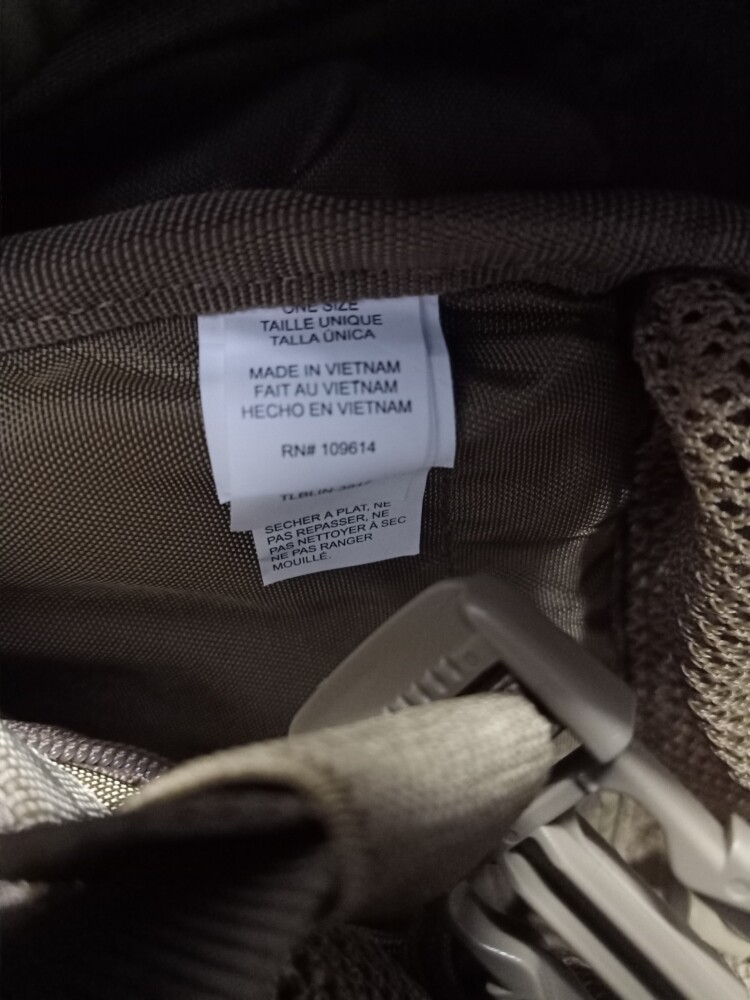 ONE SIZE
TAILLE UNIQUE
TALLA ÚNICA
MADE IN VIETNAM
FAIT AU VIETNAM
HECHO EN VIETNAM
RN# 109614
SECHER A PLAT, NE
PAS REPASSER, NE
PAS NETTOYER À SEC
NE PAS RANGER
MOUILLÉ.